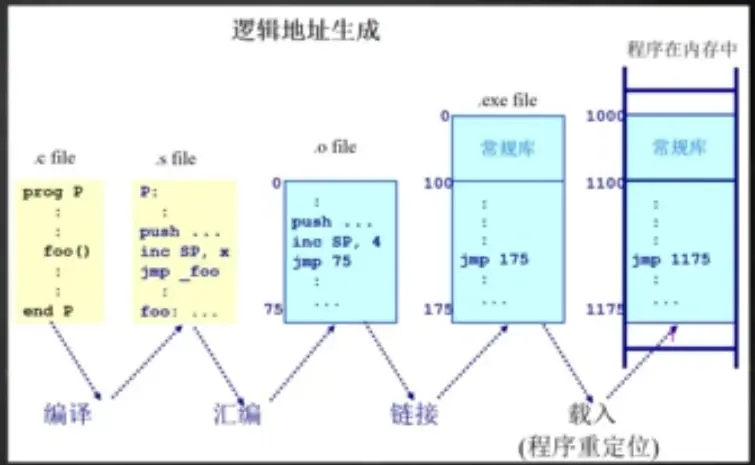 逻辑地址生成
程序在内存中
.c file
prog P
:
:
foo()
:
:
end P
.s file
P:
:
push ...
inc SP, x
jmp _foo
:
foo: ...
.o file
0
:
push ...
inc SP, 4
jmp 75
:
...
75
.exe file
0
常规库
100
:
:
:
jmp 175
:
...
175
1000
常规库
1100
:
:
:
jmp 1175
:
...
1175
编译
汇编
链接
载入
(程序重定位)